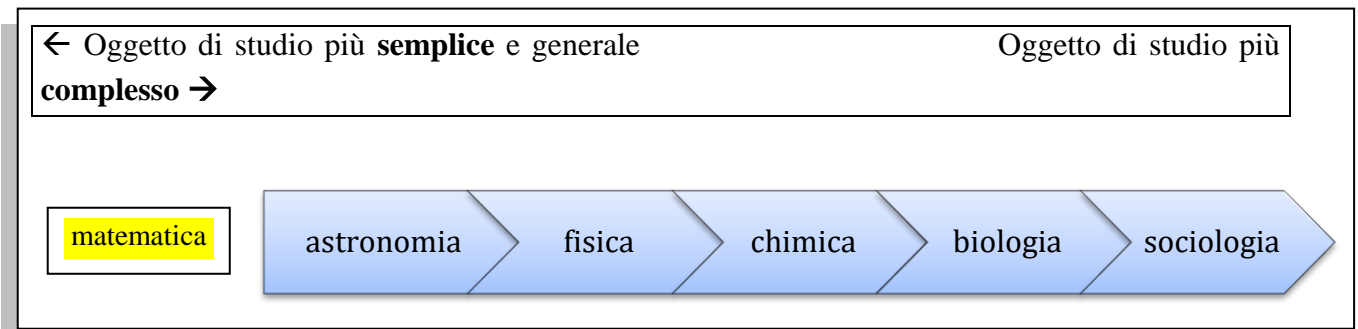 ← Oggetto di studio più semplice e generale Oggetto di studio più
complesso →
matematica
astronomia
fisica
chimica
biologia
sociologia